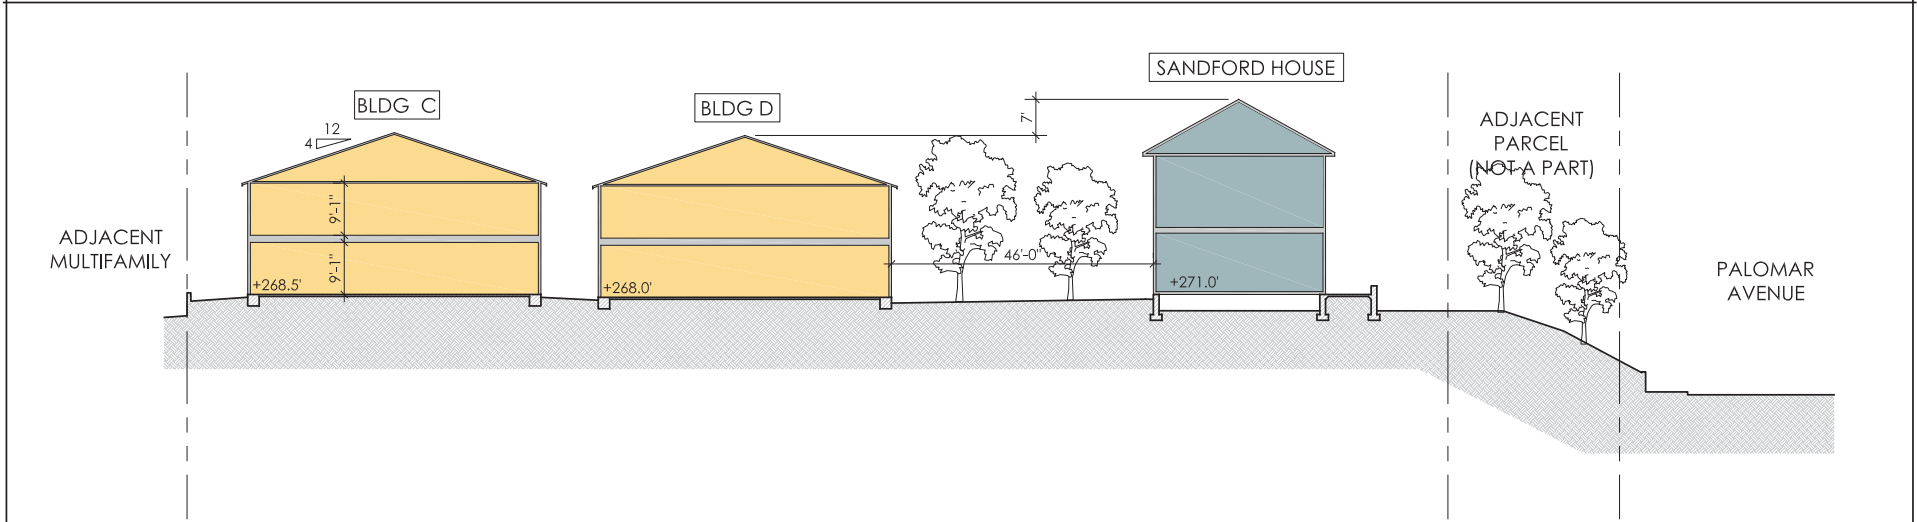 SANDFORD HOUSE
BLDG C
BLDG D
12
4
7'
ADJACENT
PARCEL
(NOT A PART)
9'-1"
9'-1"
ADJACENT
MULTIFAMILY
46'-0"
PALOMAR
AVENUE
+268.5'
+268.0'
+271.0'